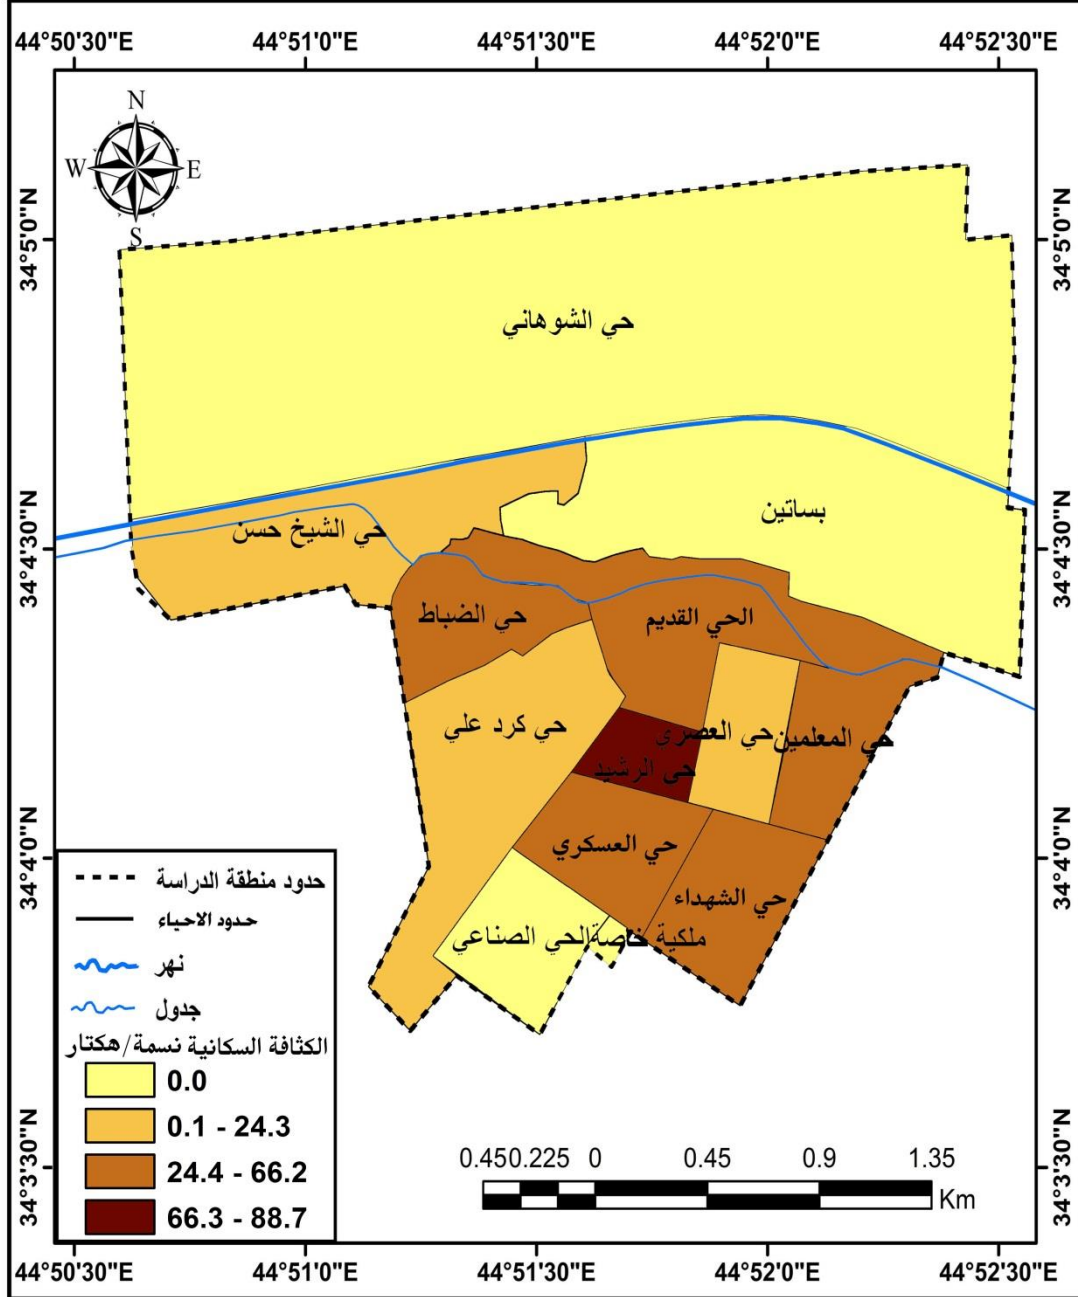 44°50'30"E 44°51'0"E 44°51'30"E 44°52'0"E 44°52'30"E
N
W E
S
34°5'0"N 34°5'0"N
حي الشوهاني
بساتين
حي الشيخ حسن
34°4'30"N 34°4'30"N
الحي القديم
حي الضباط
حي كرد علي
حي العصري
حي المعلمين
حي الرشيد
حي العسكري
34°4'0"N 34°4'0"N
حي الشهداء
ملكية خاصة
الحي الصناعي
حدود منطقة الدراسة
حدود الاحياء
نهر
جدول
الكثافة السكانية نسمة/هكتار
0.0
0.1 - 24.3
24.4 - 66.2
66.3 - 88.7
34°3'30"N 34°3'30"N
0.45 0.225 0 0.45 0.9 1.35
Km
44°50'30"E 44°51'0"E 44°51'30"E 44°52'0"E 44°52'30"E